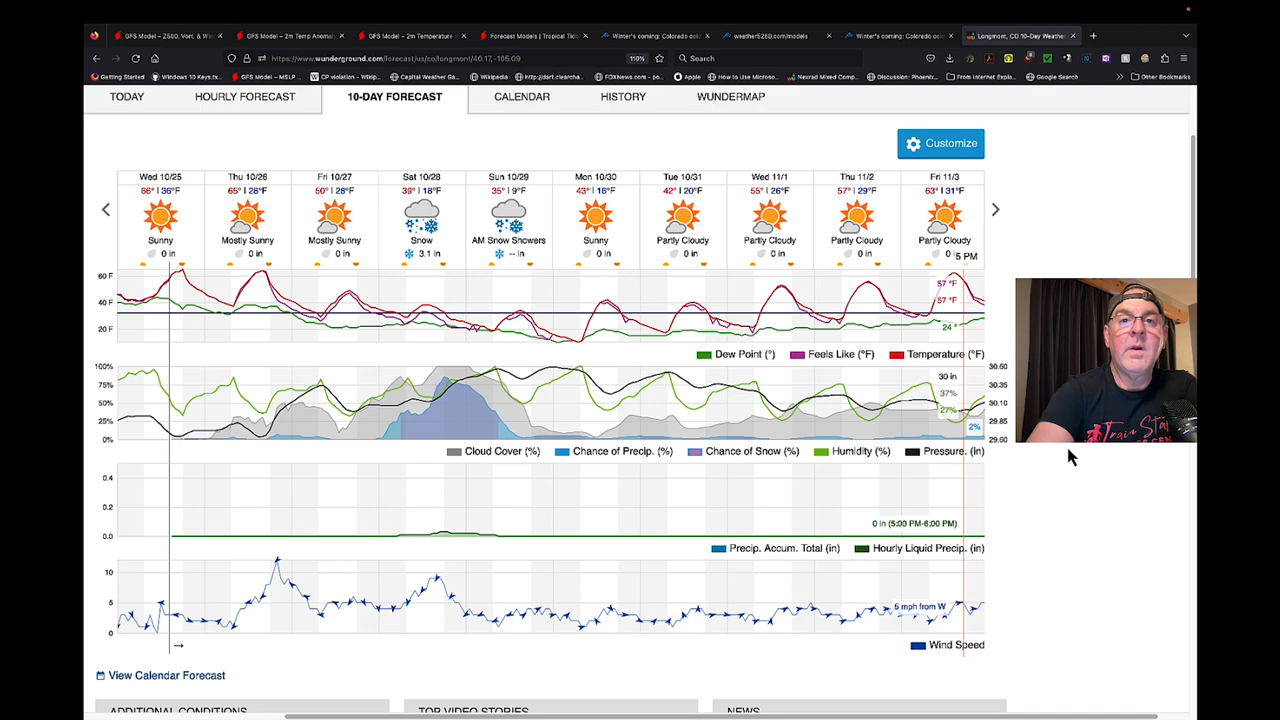 GFS Model – Z500, Vort, & Win
GFS Model – 2m Temp Anomal
GFS Model – 2m Temperature (
Forecast Models | Tropical Tidb
Winter's coming: Colorado cold
weather5280.com/models
Winter's coming: Colorado cold
Longmont, CO 10-Day Weather
https://www.wunderground.com/forecast/us/co/longmont/40.17,-105.09
110%
Search
Getting Started
Windows 10 Keys.tx...
GFS Model – MSLP ...
CP violation - Wikip...
Capital Weather Ga...
Wikipedia
http://dart.clearcha...
FOXNews.com - ...
Apple
How to Use Microso...
Nexrad Mixed Comp...
Discussion: Phoenix...
From Internet Explor...
Google Search
Other Bookmarks
TODAY
HOURLY FORECAST
10-DAY FORECAST
CALENDAR
HISTORY
WUNDERMAP
Customize
Wed 10/25 Thu 10/26 Fri 10/27 Sat 10/28 Sun 10/29 Mon 10/30 Tue 10/31 Wed 11/1 Thu 11/2 Fri 11/3
66° | 36°F 65° | 28°F 50° | 28°F 39° | 18°F 35° | 9°F 43° | 16°F 42° | 20°F 55° | 26°F 57° | 29°F 63° | 31°F
Sunny Mostly Sunny Mostly Sunny Snow AM Snow Showers Sunny Partly Cloudy Partly Cloudy Partly Cloudy Partly Cloudy
0 in 0 in 0 in 3.1 in -- in 0 in 0 in 0 in 0 in 0
5 PM
60 F
40 F
20 F
57 °F
57 °F
24 °
Dew Point (°) Feels Like (°F) Temperature (°F)
100%
75%
50%
25%
0%
30.60
30.35
30.10
29.85
29.60
30 in
37%
27%
2%
Cloud Cover (%) Chance of Precip. (%) Chance of Snow (%) Humidity (%) Pressure. (in)
0.4
0.2
0.0
0 in (5:00 PM-6:00 PM)
Precip. Accum. Total (in) Hourly Liquid Precip. (in)
10
5
0
5 mph from W
Wind Speed
View Calendar Forecast
ADDITIONAL CONDITIONS
TOP VIDEO STORIES
NEWS